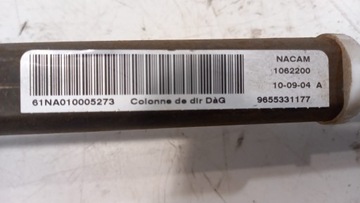 NACAM
1062200
10-09-04 A
61NA010005273 Colonne de dir DàG 9655331177